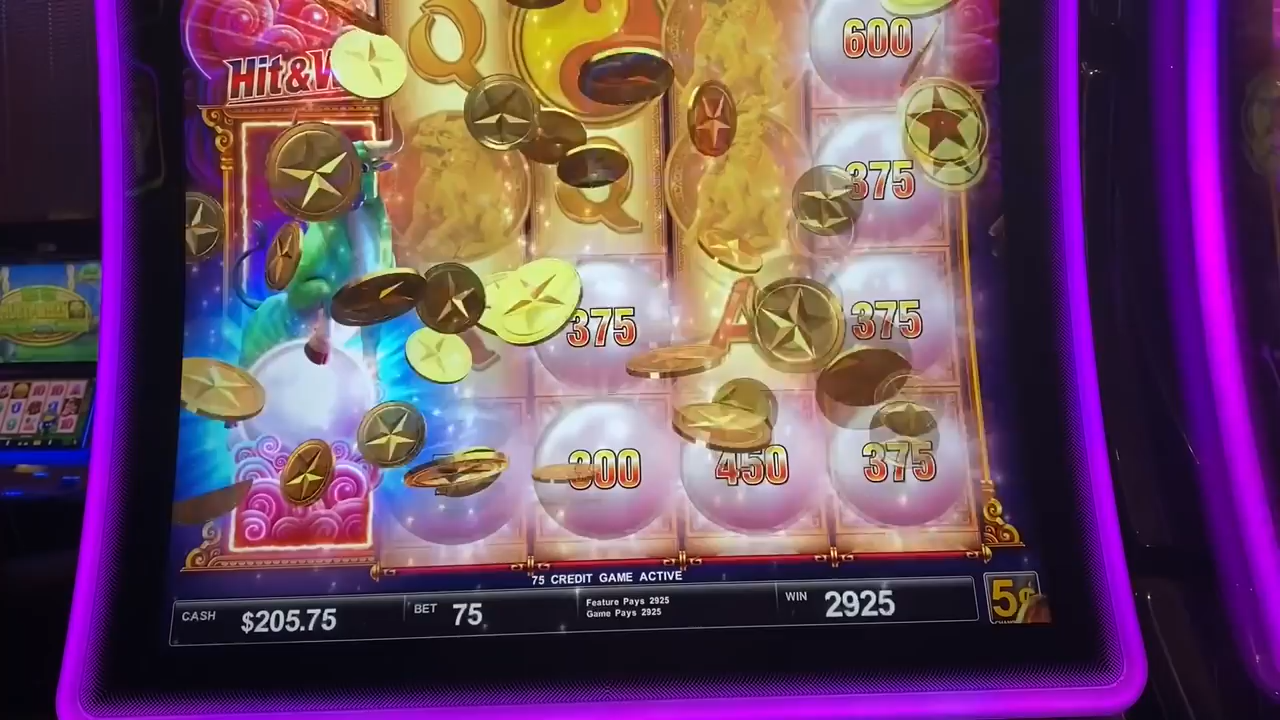 Q
600
Hit&
375
Q
375
375
A
450
375
75 CREDIT GAME ACTIVE
CASH $205.75
BET 75
Feature Pays 2925
Game Pays 2925
WIN 2925
5¢